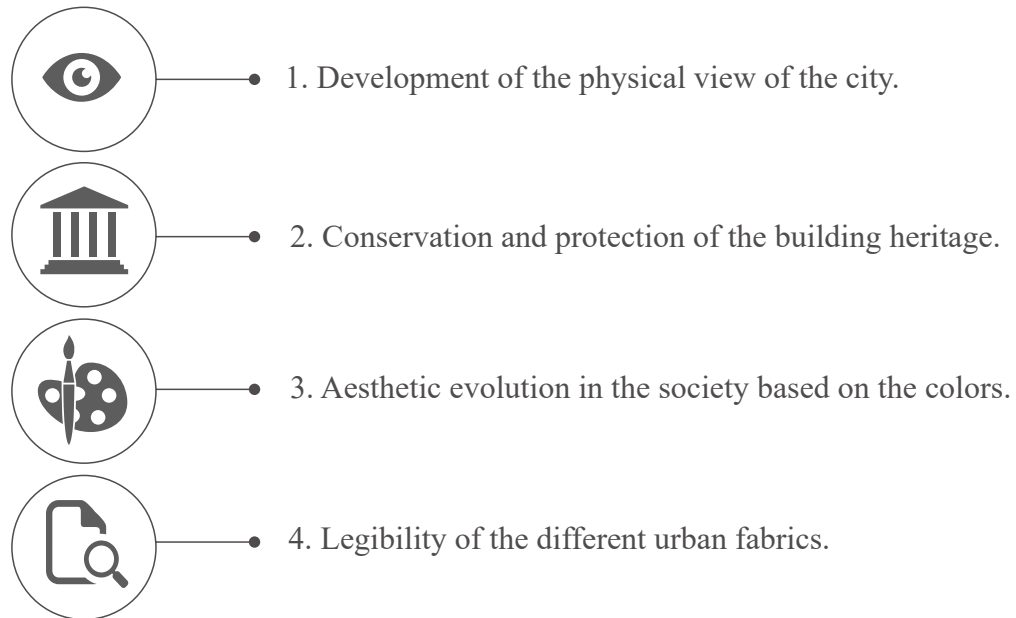 1. Development of the physical view of the city.
2. Conservation and protection of the building heritage.
3. Aesthetic evolution in the society based on the colors.
4. Legibility of the different urban fabrics.